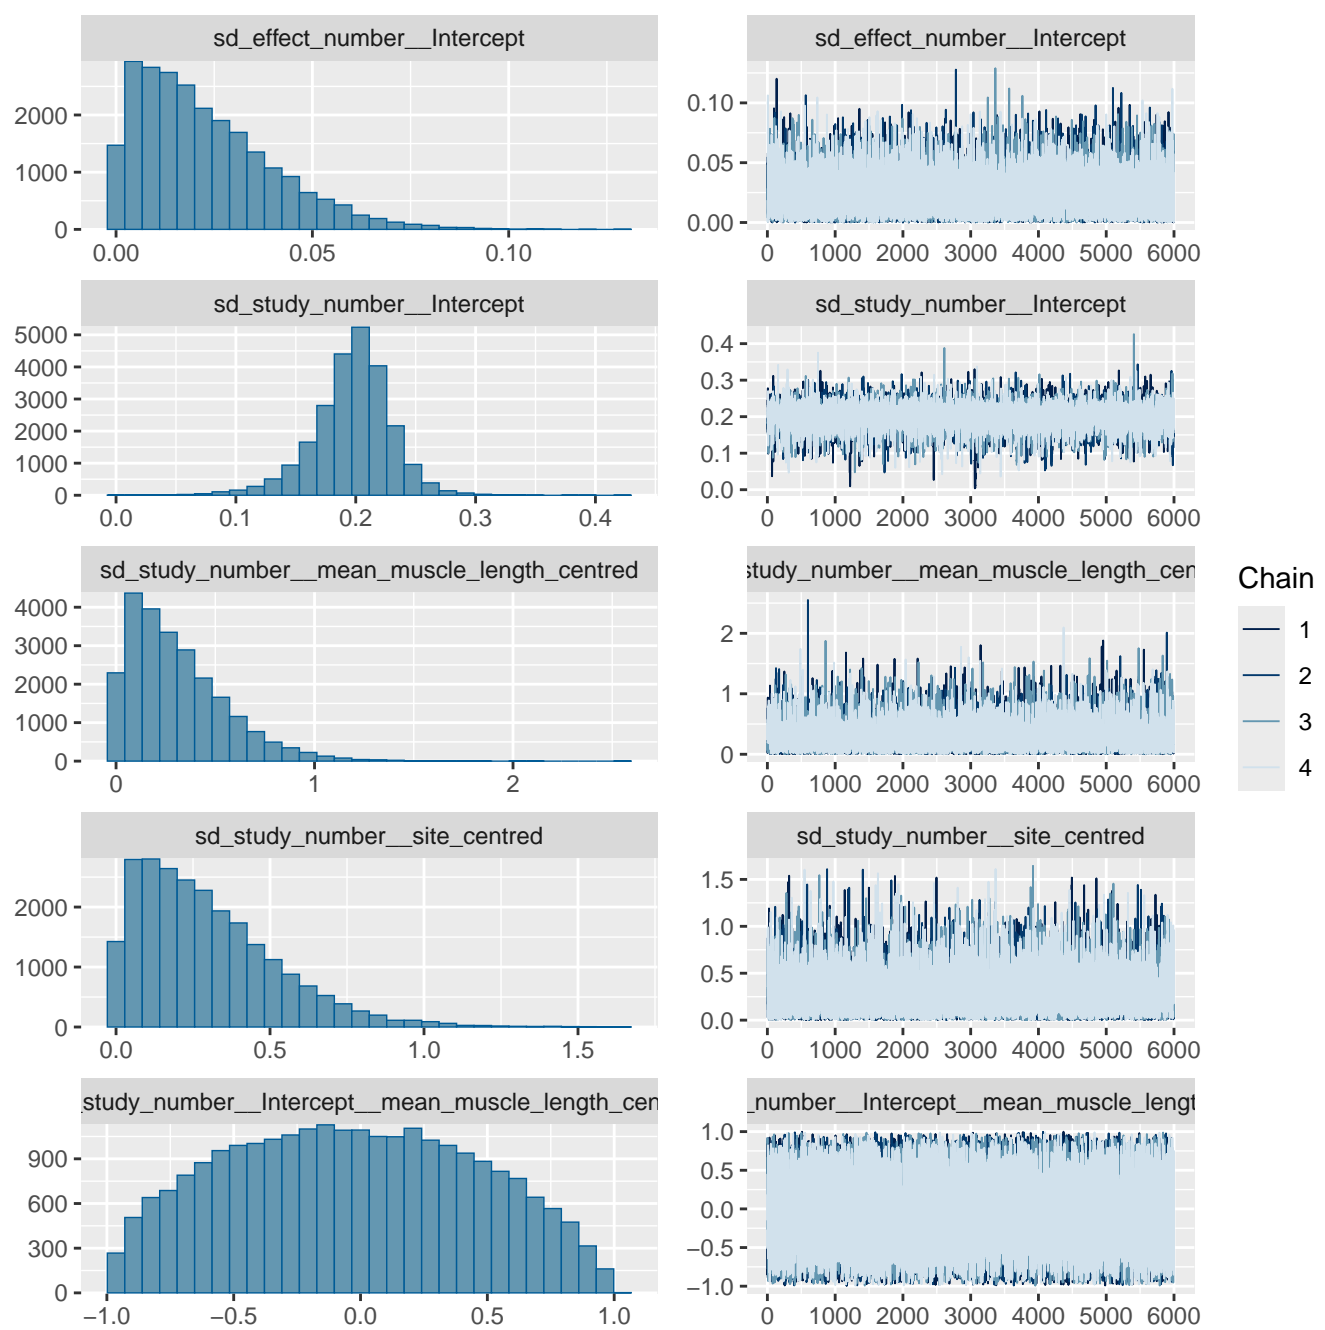 sd_effect_number__Intercept
sd_effect_number__Intercept
2000
1000
0
0.00 0.05 0.10
0.10
0.05
0.00
0 1000 2000 3000 4000 5000 6000
sd_study_number__Intercept
sd_study_number__Intercept
5000
4000
3000
2000
1000
0
0.0 0.1 0.2 0.3 0.4
0.4
0.3
0.2
0.1
0.0
0 1000 2000 3000 4000 5000 6000
sd_study_number__mean_muscle_length_centred
study_number__mean_muscle_length_cen
4000
3000
2000
1000
0
0 1 2
2
1
0
0 1000 2000 3000 4000 5000 6000
Chain
1
2
3
4
sd_study_number__site_centred
sd_study_number__site_centred
2000
1000
0
0.0 0.5 1.0 1.5
1.5
1.0
0.5
0.0
0 1000 2000 3000 4000 5000 6000
_study_number__Intercept__mean_muscle_length_cen
_number__Intercept__mean_muscle_lengt
900
600
300
0
−1.0 −0.5 0.0 0.5 1.0
1.0
0.5
0.0
−0.5
−1.0
0 1000 2000 3000 4000 5000 6000